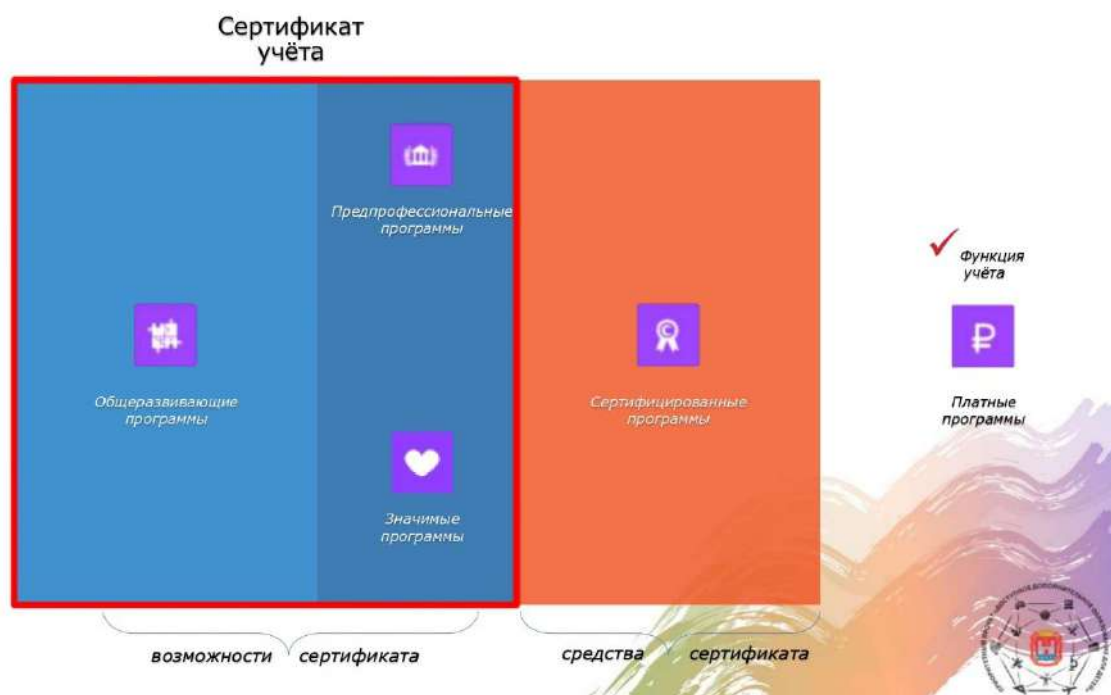 Сертификат
учёта
Предпрофессиональные
программы
Функция
учёта
Общеразвивающие
программы
Сертифицированные
программы
Платные
программы
Значимые
программы
возможности сертификата
средства сертификата